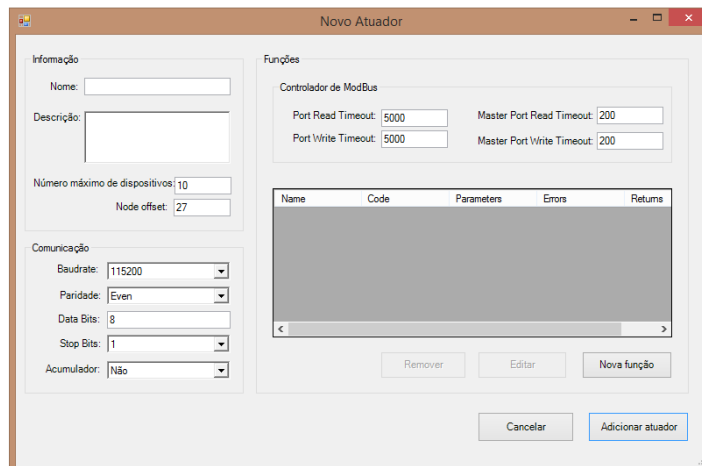 Novo Atuador
Informação
Nome:
Descrição:
Número máximo de dispositivos: 10
Node offset: 27
Comunicação
Baudrate: 115200
Paridade: Even
Data Bits: 8
Stop Bits: 1
Acumulador: Não
Funções
Controlador de ModBus
Port Read Timeout: 5000 Master Port Read Timeout: 200
Port Write Timeout: 5000 Master Port Write Timeout: 200
Name Code Parameters Errors Returns
Remover Editar Nova função
Cancelar Adicionar atuador